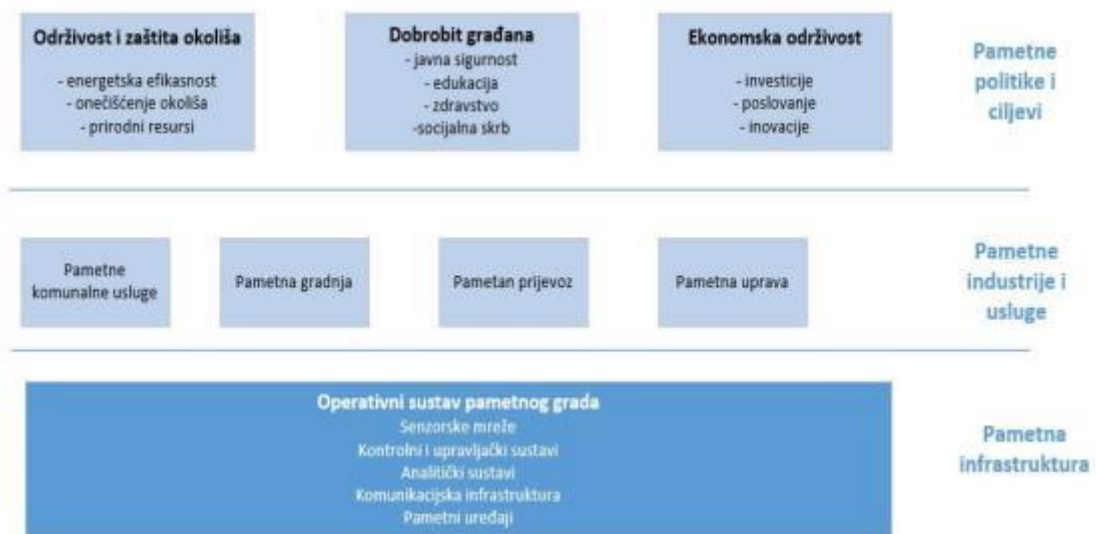 Održivost i zaštita okoliša
- energetska efikasnost
- onečišćenje okoliša
- prirodni resursi
Dobrobit građana
- javna sigurnost
- edukacija
- zdravstvo
-socijalna skrb
Ekonomska održivost
- investicije
- poslovanje
- inovacije
Pametne
politike i
ciljevi
Pametne
komunalne usluge
Pametna gradnja
Pametan prijevoz
Pametna uprava
Pametne
industrije i
usluge
Operativni sustav pametnog grada
Senzorske mreže
Kontrolni i upravljački sustavi
Analitički sustavi
Komunikacijska infrastruktura
Pametni uređaji
Pametna
infrastruktura